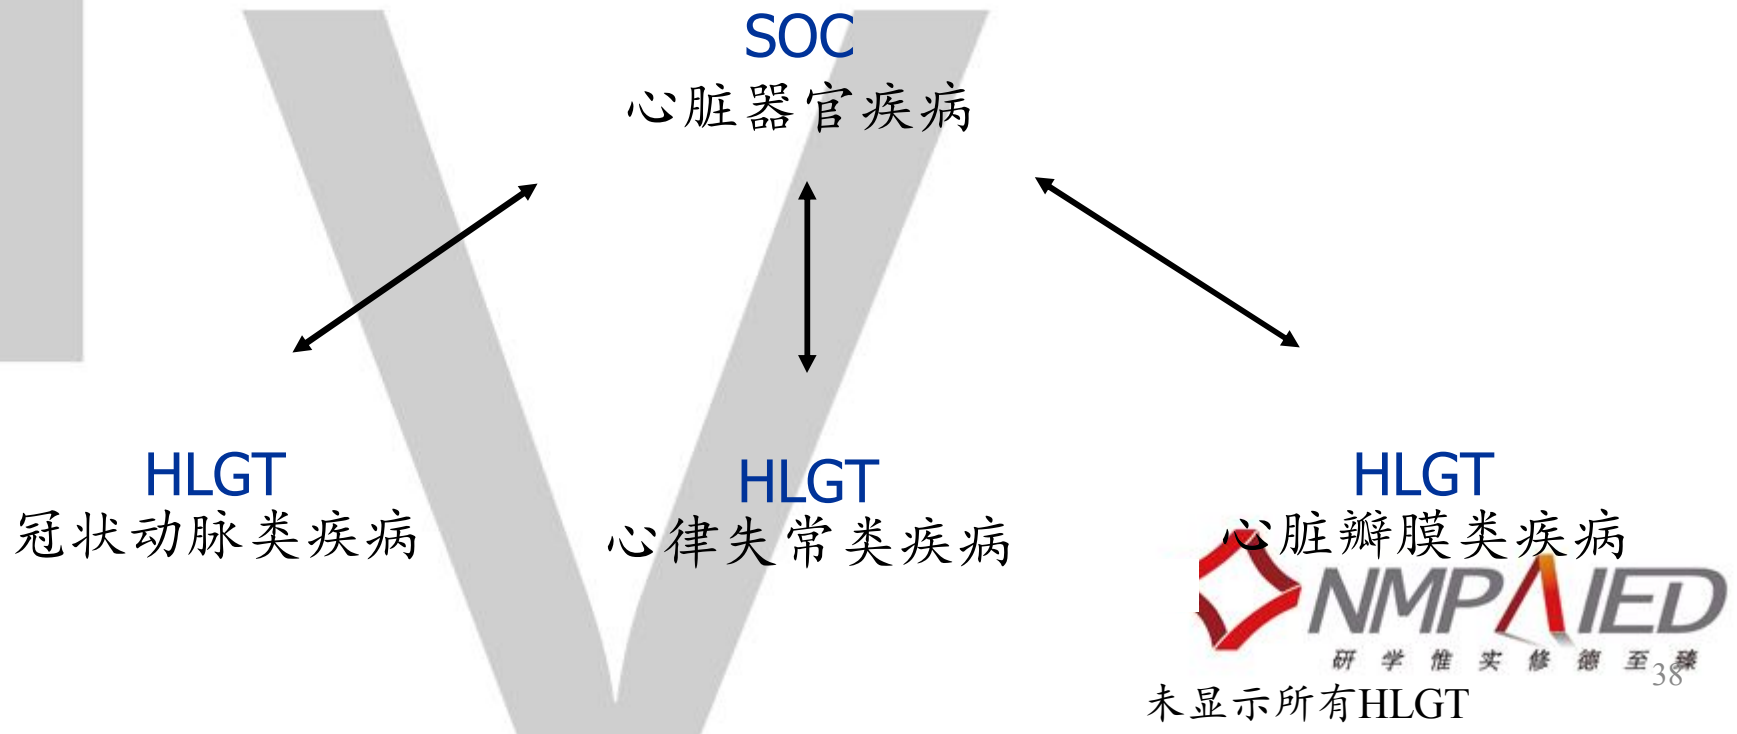 SOC
心脏器官疾病
HLGT
冠状动脉类疾病
HLGT
心律失常类疾病
HLGT
心脏瓣膜类疾病
NMPAIED
研学惟实修德至臻
38
未显示所有HLGT